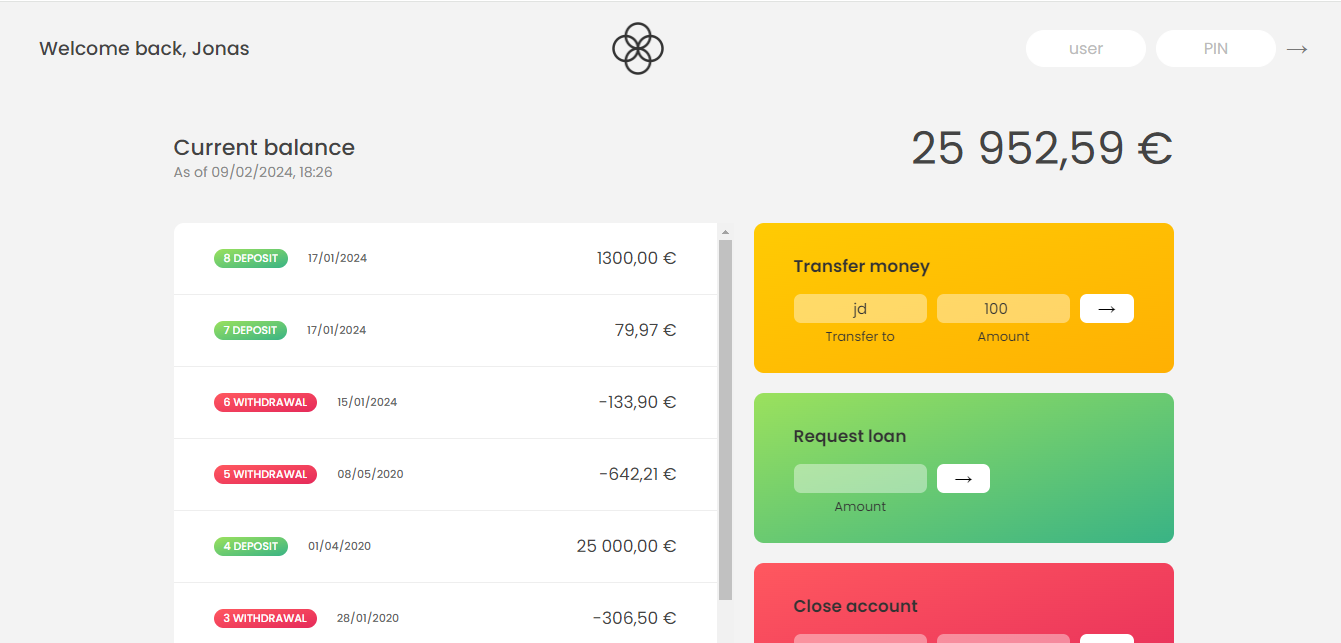 Welcome back, Jonas
user
PIN
→
Current balance
As of 09/02/2024, 18:26
25 952,59 €
8 DEPOSIT 17/01/2024 1300,00 €
7 DEPOSIT 17/01/2024 79,97 €
6 WITHDRAWAL 15/01/2024 -133,90 €
5 WITHDRAWAL 08/05/2020 -642,21 €
4 DEPOSIT 01/04/2020 25 000,00 €
3 WITHDRAWAL 28/01/2020 -306,50 €
Transfer money
jd 100 →
Transfer to Amount
Request loan
→
Amount
Close account